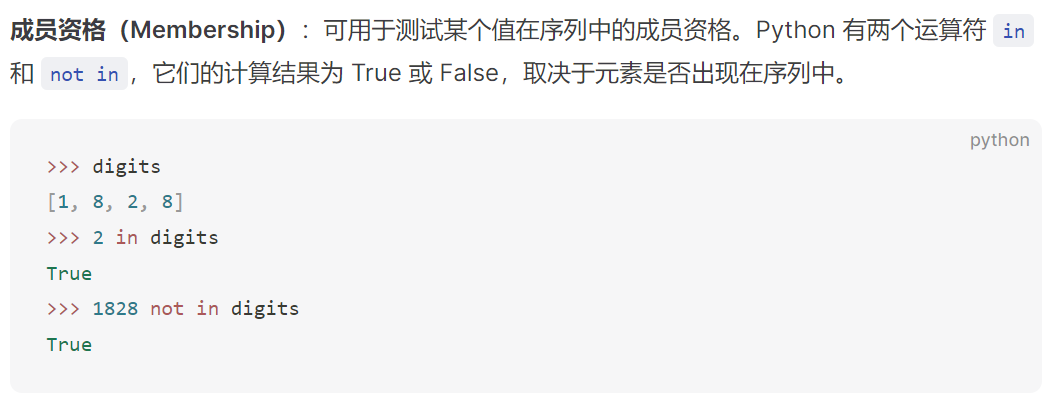 成员资格（Membership）：可用于测试某个值在序列中的成员资格。Python 有两个运算符 in
和 not in，它们的计算结果为 True 或 False，取决于元素是否出现在序列中。
python
>>> digits
[1, 8, 2, 8]
>>> 2 in digits
True
>>> 1828 not in digits
True